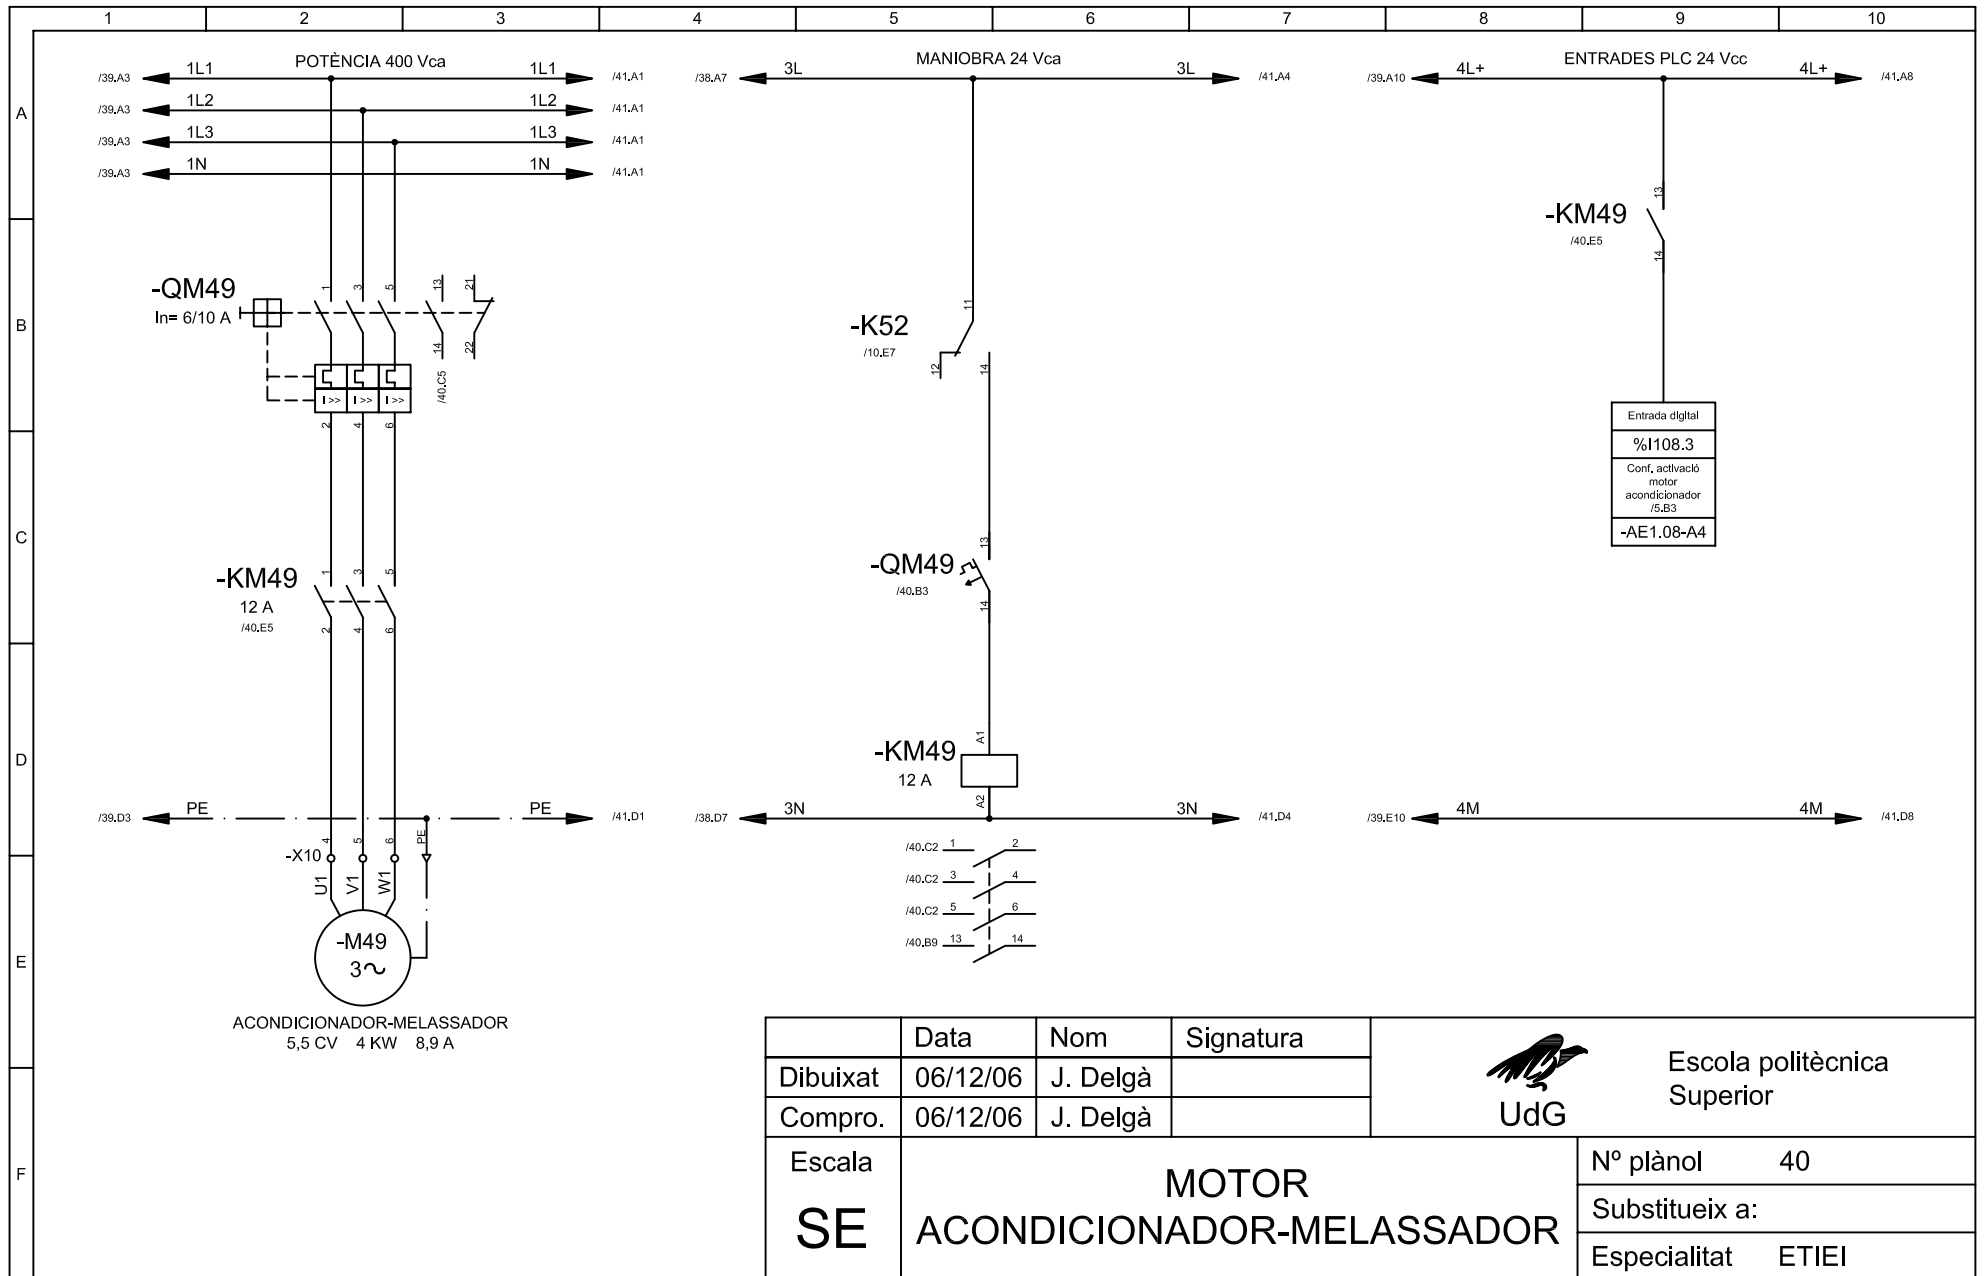 1 2 3 4 5 6 7 8 9 10
A
B
C
D
E
F
POTÈNCIA 400 Vca
/39.A3 1L1 1L1 /41.A1
/39.A3 1L2 1L2 /41.A1
/39.A3 1L3 1L3 /41.A1
/39.A3 1N 1N /41.A1
-QM49
In= 6/10 A
1 3 5 13 21
14 22
/40.C5
I >> I >> I >>
2 4 6
-KM49
12 A
/40.E5
1 3 5
2 4 6
/39.D3 PE PE /41.D1
4 5 6 PE
-X10
U1 V1 W1
-M49
3~
ACONDICIONADOR-MELASSADOR
5,5 CV 4 KW 8,9 A
MANIOBRA 24 Vca
/38.A7 3L 3L /41.A4
-K52
/10.E7
11
12 14
-QM49
/40.B3
13
14
-KM49
12 A
A1
A2
/38.D7 3N 3N /41.D4
/40.C2 1 2
/40.C2 3 4
/40.C2 5 6
/40.B9 13 14
ENTRADES PLC 24 Vcc
/39.A10 4L+ 4L+ /41.A8
-KM49
/40.E5
13
14
Entrada digital
%I108.3
Conf. activació
motor
acondicionador
/5.B3
-AE1.08-A4
/39.E10 4M 4M /41.D8
Data Nom Signatura
Dibuixat 06/12/06 J. Delgà
Compro. 06/12/06 J. Delgà
UdG
Escola politècnica
Superior
Escala
SE
MOTOR
ACONDICIONADOR-MELASSADOR
Nº plànol 40
Substitueix a:
Especialitat ETIEI